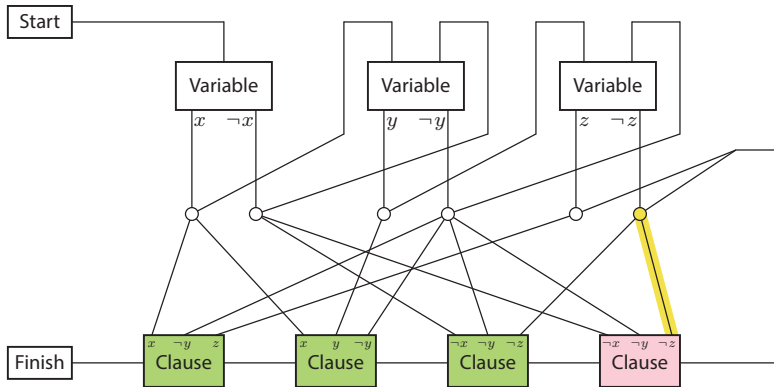 Start
Variable Variable Variable
x ¬x y ¬y z ¬z
x ¬y z x y ¬y ¬x ¬y ¬z ¬x ¬y ¬z
Finish Clause Clause Clause Clause